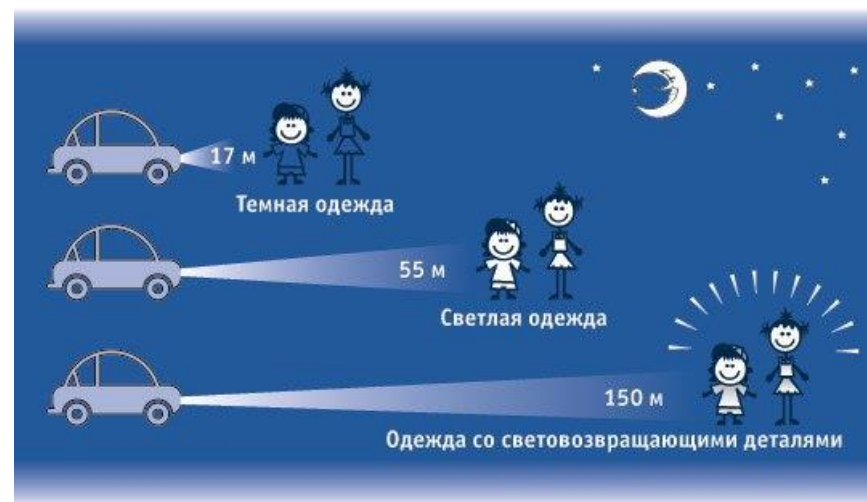 17 м
Темная одежда
55 м
Светлая одежда
150 м
Одежда со световозвращающими деталями